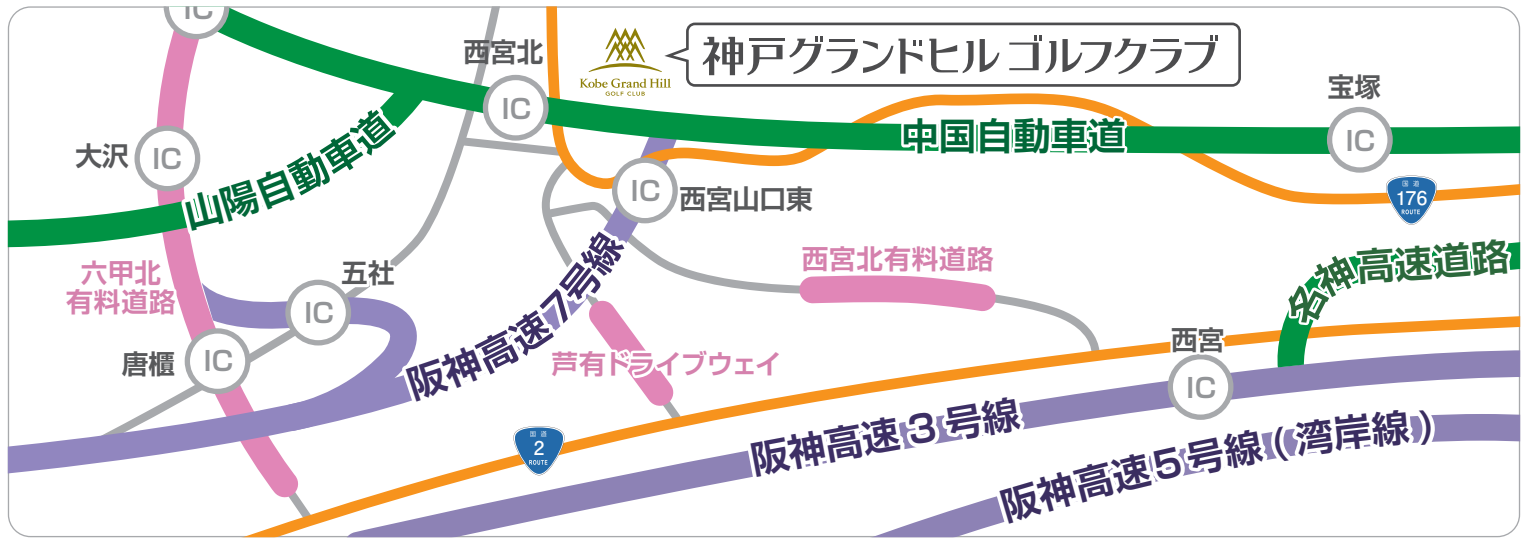 IC
西宮北
IC
Kobe Grand Hill
GOLF CLUB
神戸グランドヒル ゴルフクラブ
宝塚
IC
中国自動車道
大沢
IC
山陽自動車道
IC
西宮山口東
国道
176
ROUTE
六甲北
有料道路
五社
IC
西宮北有料道路
名神高速道路
阪神高速7号線
唐櫃
IC
芦有ドライブウェイ
西宮
IC
国道
2
ROUTE
阪神高速3号線
阪神高速5号線(湾岸線)